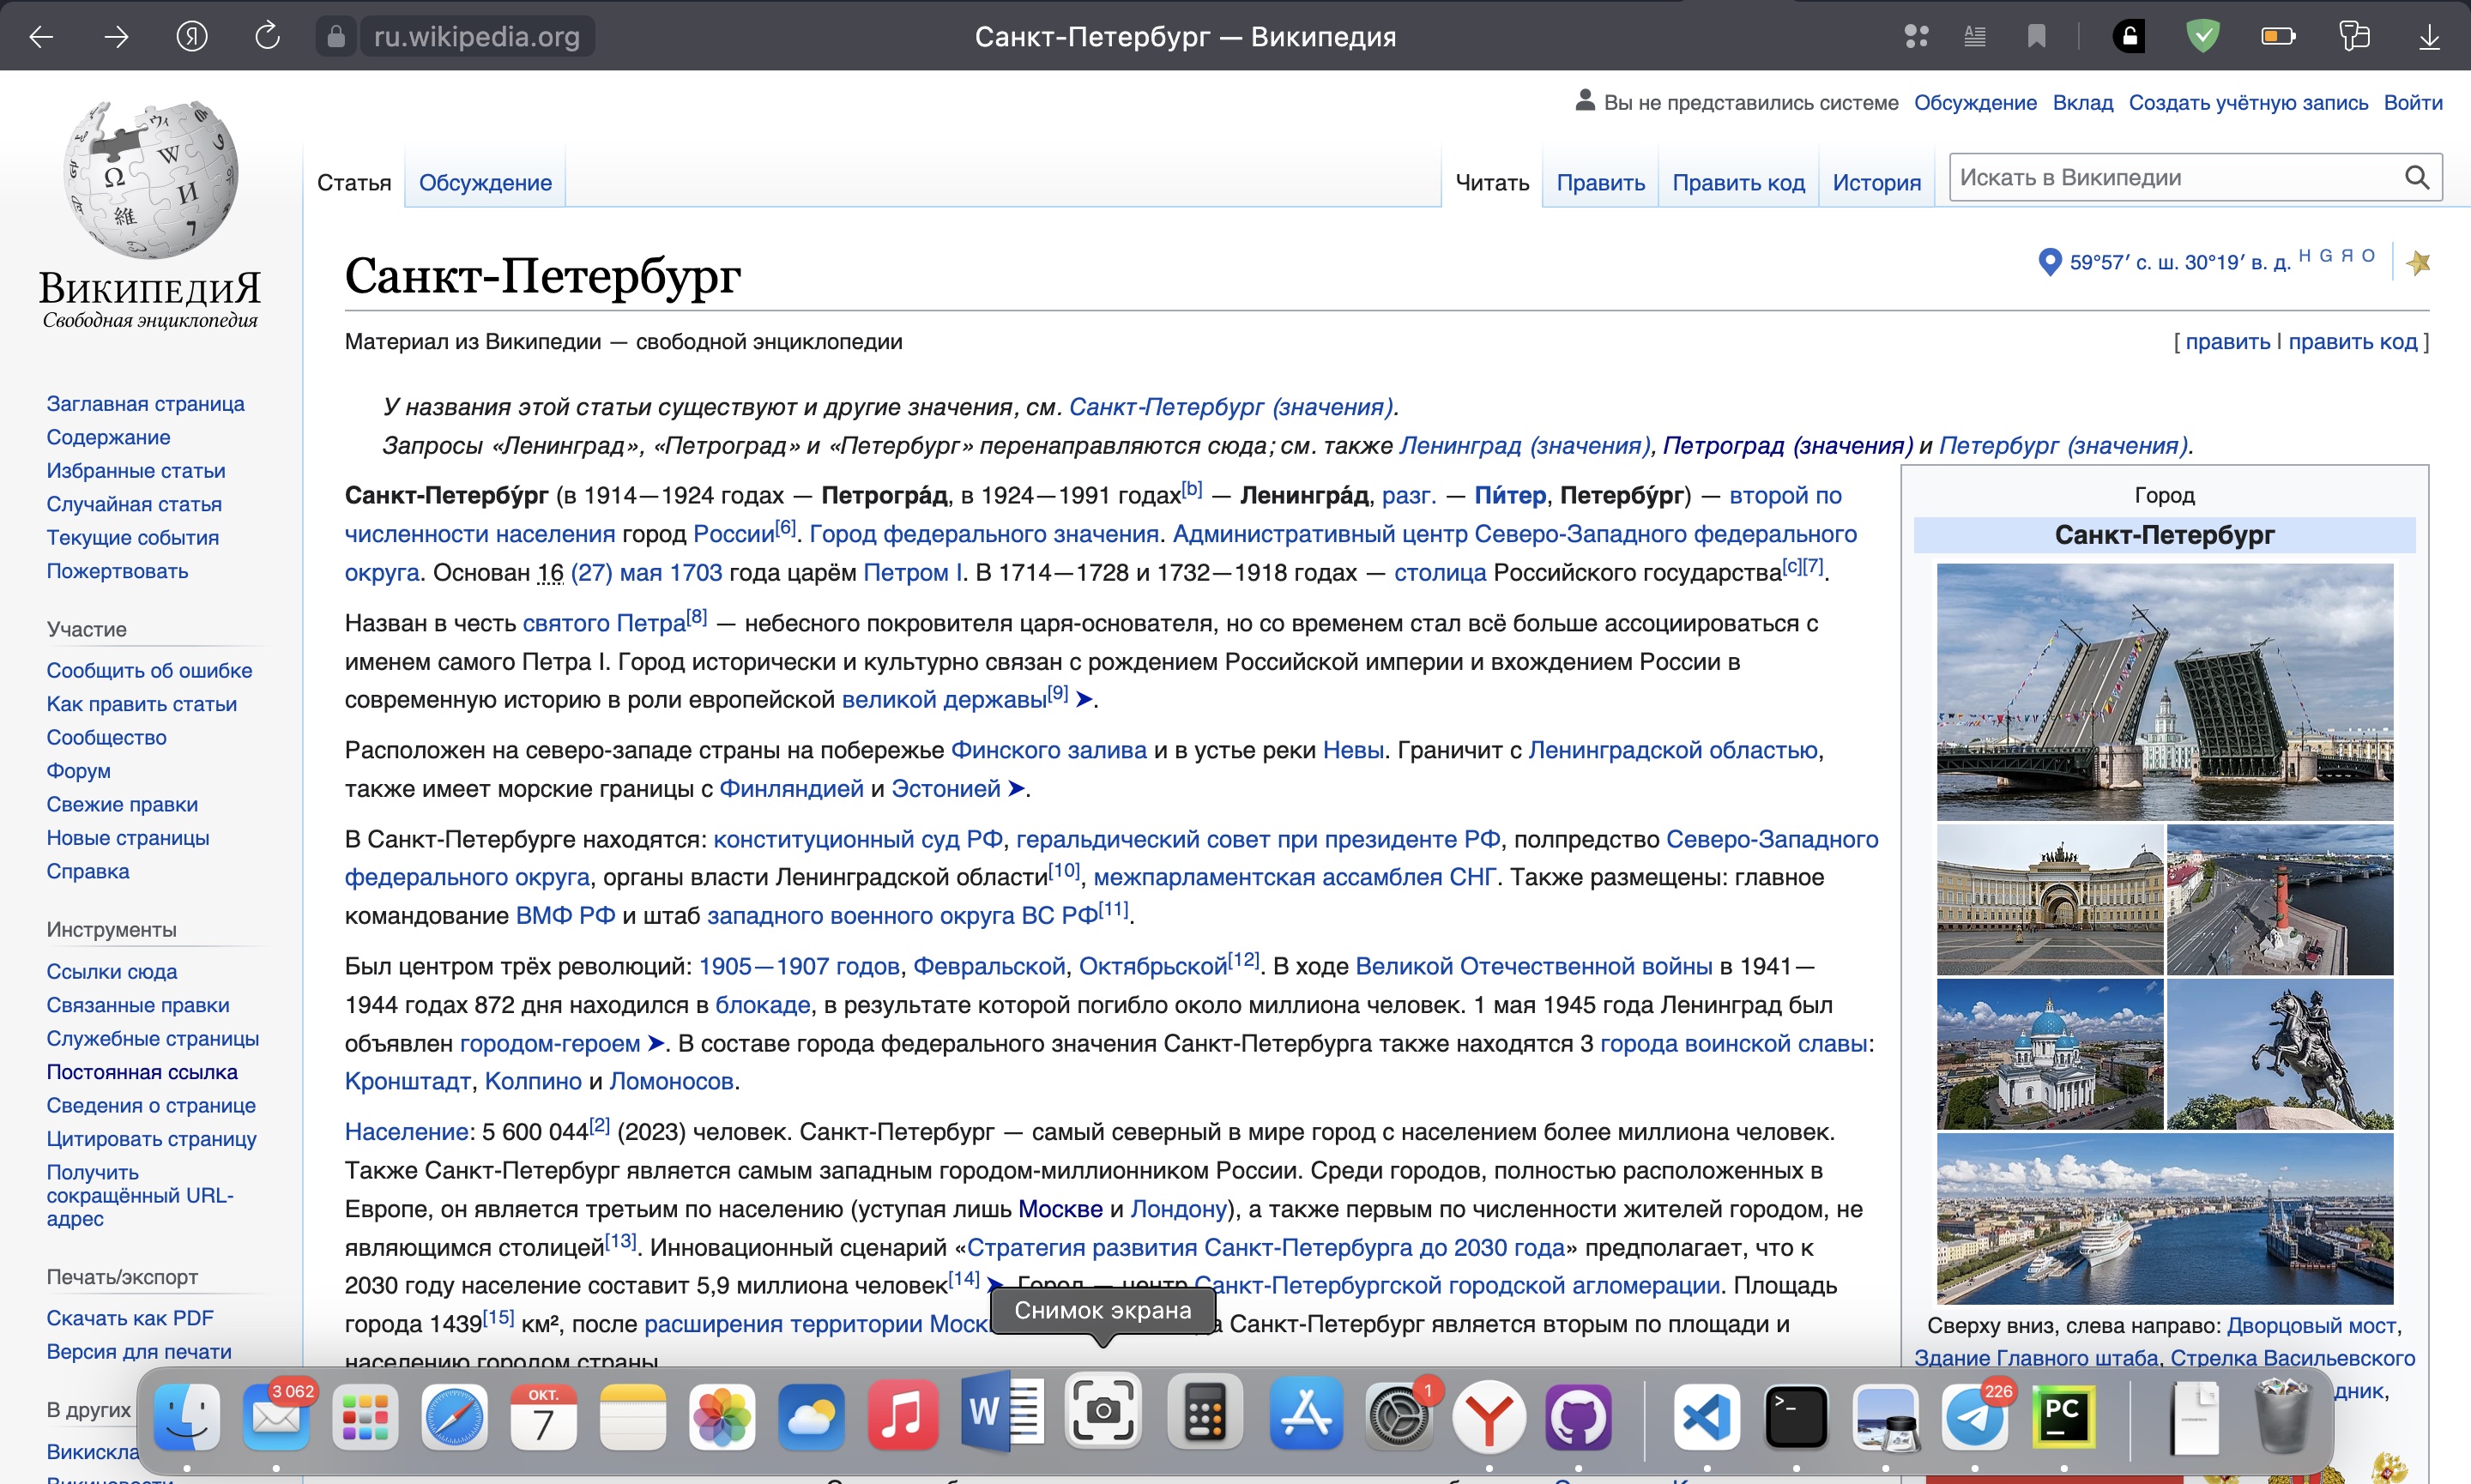 ru.wikipedia.org
Санкт-Петербург — Википедия
Вы не представились системе Обсуждение Вклад Создать учётную запись Войти
Статья Обсуждение Читать Править Править код История Искать в Википедии
ВИКИПЕДИЯ
Свободная энциклопедия
Санкт-Петербург
59°57′ с. ш. 30°19′ в. д. H G Я O
Материал из Википедии — свободной энциклопедии
[ править | править код ]
У названия этой статьи существуют и другие значения, см. Санкт-Петербург (значения).
Запросы «Ленинград», «Петроград» и «Петербург» перенаправляются сюда; см. также Ленинград (значения), Петроград (значения) и Петербург (значения).
Санкт-Петербу́рг (в 1914—1924 годах — Петрогра́д, в 1924—1991 годах[b] — Ленингра́д, разг. — Пи́тер, Петербу́рг) — второй по
численности населения город России[6]. Город федерального значения. Административный центр Северо-Западного федерального
округа. Основан 16 (27) мая 1703 года царём Петром I. В 1714—1728 и 1732—1918 годах — столица Российского государства[c][7].
Назван в честь святого Петра[8] — небесного покровителя царя-основателя, но со временем стал всё больше ассоциироваться с
именем самого Петра I. Город исторически и культурно связан с рождением Российской империи и вхождением России в
современную историю в роли европейской великой державы[9] ➤.
Расположен на северо-западе страны на побережье Финского залива и в устье реки Невы. Граничит с Ленинградской областью,
также имеет морские границы с Финляндией и Эстонией ➤.
В Санкт-Петербурге находятся: конституционный суд РФ, геральдический совет при президенте РФ, полпредство Северо-Западного
федерального округа, органы власти Ленинградской области[10], межпарламентская ассамблея СНГ. Также размещены: главное
командование ВМФ РФ и штаб западного военного округа ВС РФ[11].
Был центром трёх революций: 1905—1907 годов, Февральской, Октябрьской[12]. В ходе Великой Отечественной войны в 1941—
1944 годах 872 дня находился в блокаде, в результате которой погибло около миллиона человек. 1 мая 1945 года Ленинград был
объявлен городом-героем ➤. В составе города федерального значения Санкт-Петербурга также находятся 3 города воинской славы:
Кронштадт, Колпино и Ломоносов.
Население: 5 600 044[2] (2023) человек. Санкт-Петербург — самый северный в мире город с населением более миллиона человек.
Также Санкт-Петербург является самым западным городом-миллионником России. Среди городов, полностью расположенных в
Европе, он является третьим по населению (уступая лишь Москве и Лондону), а также первым по численности жителей городом, не
являющимся столицей[13]. Инновационный сценарий «Стратегия развития Санкт-Петербурга до 2030 года» предполагает, что к
2030 году население составит 5,9 миллиона человек[14] ➤. Город — центр Санкт-Петербургской городской агломерации. Площадь
города 1439[15] км², после расширения территории Моск а Санкт-Петербург является вторым по площади и
населению городом страны
Город
Санкт-Петербург
Сверху вниз, слева направо: Дворцовый мост,
Здание Главного штаба, Стрелка Васильевского
дник,
Заглавная страница
Содержание
Избранные статьи
Случайная статья
Текущие события
Пожертвовать
Участие
Сообщить об ошибке
Как править статьи
Сообщество
Форум
Свежие правки
Новые страницы
Справка
Инструменты
Ссылки сюда
Связанные правки
Служебные страницы
Постоянная ссылка
Сведения о странице
Цитировать страницу
Получить
сокращённый URL-
адрес
Печать/экспорт
Скачать как PDF
Версия для печати
В других
Викискла
Снимок экрана
3 062
ОКТ.
7
W
1
226
PC